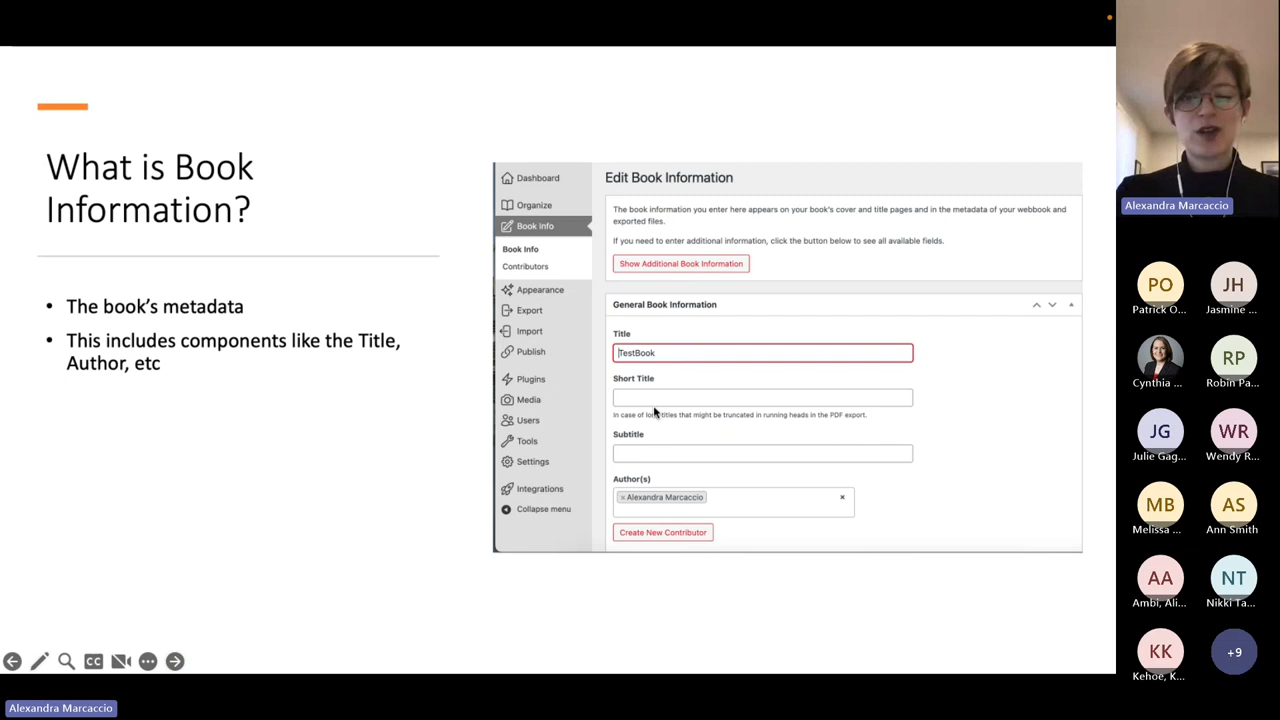 What is Book
Information?
• The book's metadata
• This includes components like the Title,
Author, etc
Dashboard
Organize
Book Info
Book Info
Contributors
Appearance
Export
Import
Publish
Plugins
Media
Users
Tools
Settings
Integrations
Collapse menu
Edit Book Information
The book information you enter here appears on your book's cover and title pages and in the metadata of your webbook and
exported files.
If you need to enter additional information, click the button below to see all available fields.
Show Additional Book Information
General Book Information
Title
TestBook
Short Title
In case of long titles that might be truncated in running heads in the PDF export.
Subtitle
Author(s)
× Alexandra Marcaccio ×
Create New Contributor
CC
Alexandra Marcaccio
Alexandra Marcaccio
PO
Patrick O...
JH
Jasmine ...
Cynthia ...
RP
Robin Pa...
JG
Julie Gag...
WR
Wendy R...
MB
Melissa ...
AS
Ann Smith
AA
Ambi, Ali...
NT
Nikki Ta...
KK
Kehoe, K...
+9